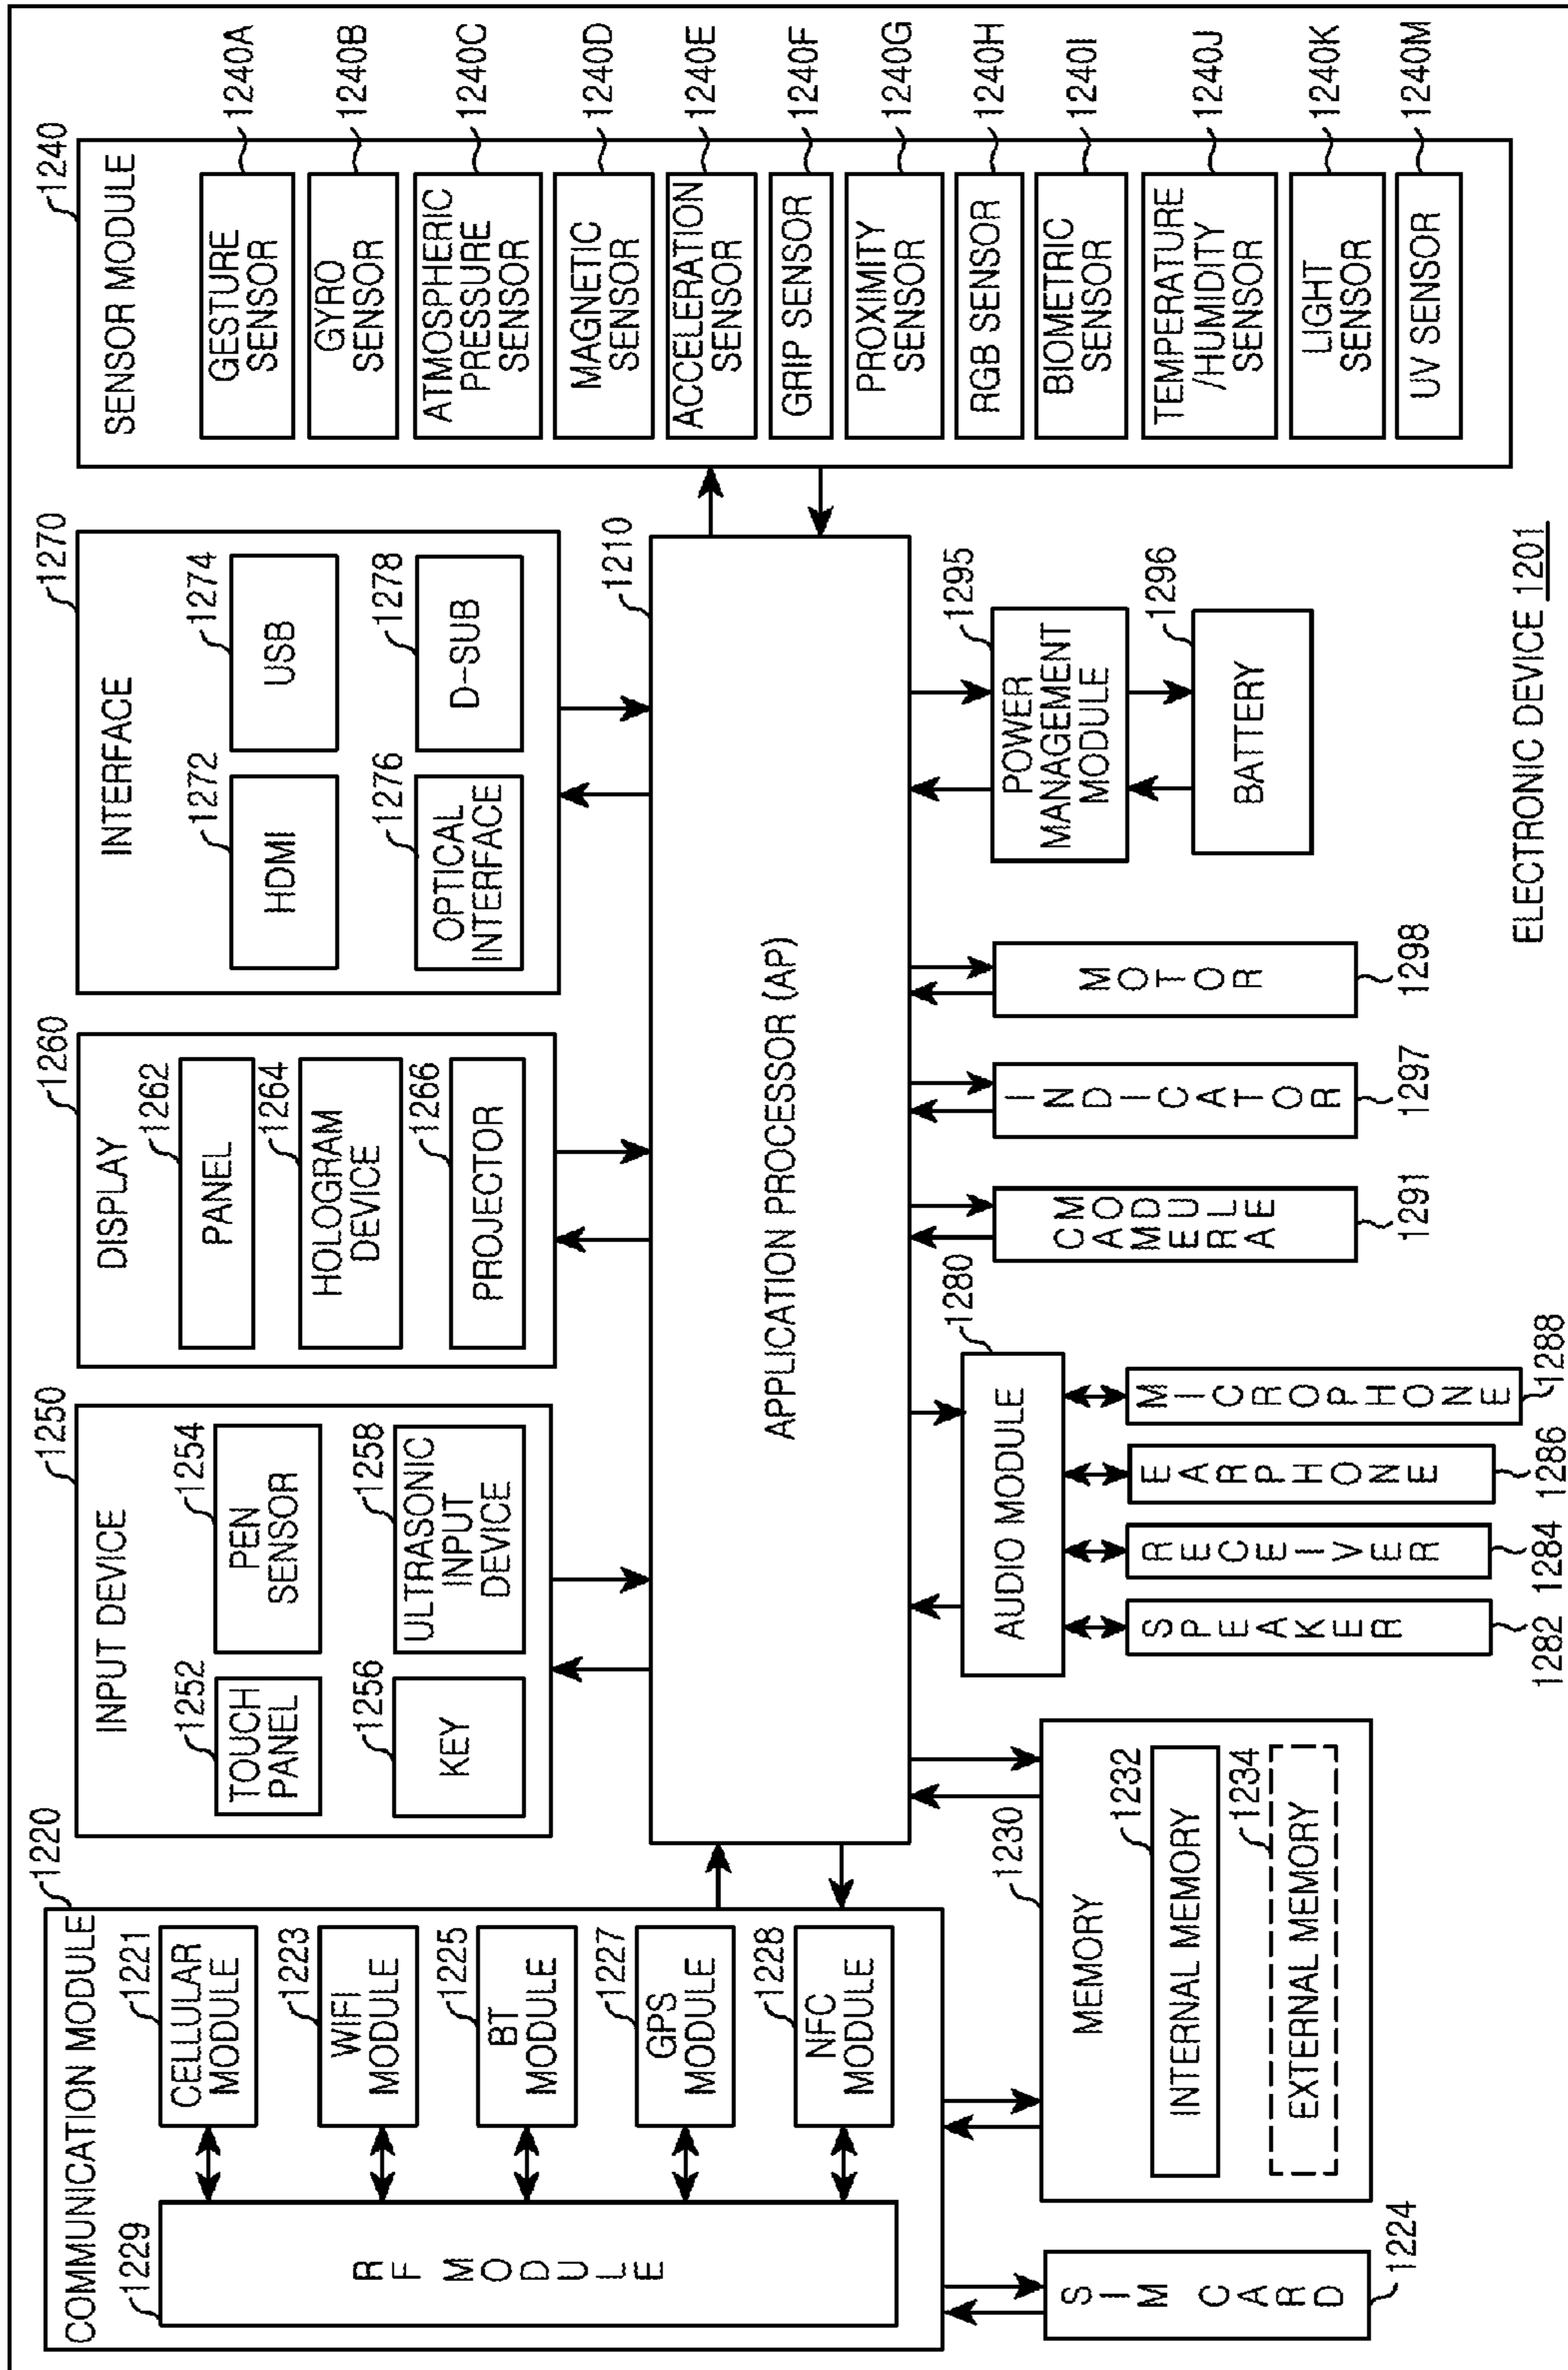 COMMUNICATION MODULE
1220
1229
RF MODULE
1221
CELLULAR
MODULE
1223
WIFI
MODULE
1225
BT
MODULE
1227
GPS
MODULE
1228
NFC
MODULE
SIM CARD
1224
1230
MEMORY
1232
INTERNAL MEMORY
1234
EXTERNAL MEMORY
1250
INPUT DEVICE
1252
TOUCH
PANEL
1254
PEN
SENSOR
1256
KEY
1258
ULTRASONIC
INPUT
DEVICE
1260
DISPLAY
1262
PANEL
1264
HOLOGRAM
DEVICE
1266
PROJECTOR
1270
INTERFACE
1272
HDMI
1274
USB
1276
OPTICAL
INTERFACE
1278
D-SUB
1210
APPLICATION PROCESSOR (AP)
1280
AUDIO MODULE
SPEAKER
1282
RECEIVER
1284
EARPHONE
1286
MICROPHONE
1288
CAMERA
MODULE
1291
INDICATOR
1297
MOTOR
1298
1295
POWER
MANAGEMENT
MODULE
1296
BATTERY
1240
SENSOR MODULE
GESTURE
SENSOR
1240A
GYRO
SENSOR
1240B
ATMOSPHERIC
PRESSURE
SENSOR
1240C
MAGNETIC
SENSOR
1240D
ACCELERATION
SENSOR
1240E
GRIP SENSOR
1240F
PROXIMITY
SENSOR
1240G
RGB SENSOR
1240H
BIOMETRIC
SENSOR
1240I
TEMPERATURE
/HUMIDITY
SENSOR
1240J
LIGHT
SENSOR
1240K
UV SENSOR
1240M
ELECTRONIC DEVICE 1201